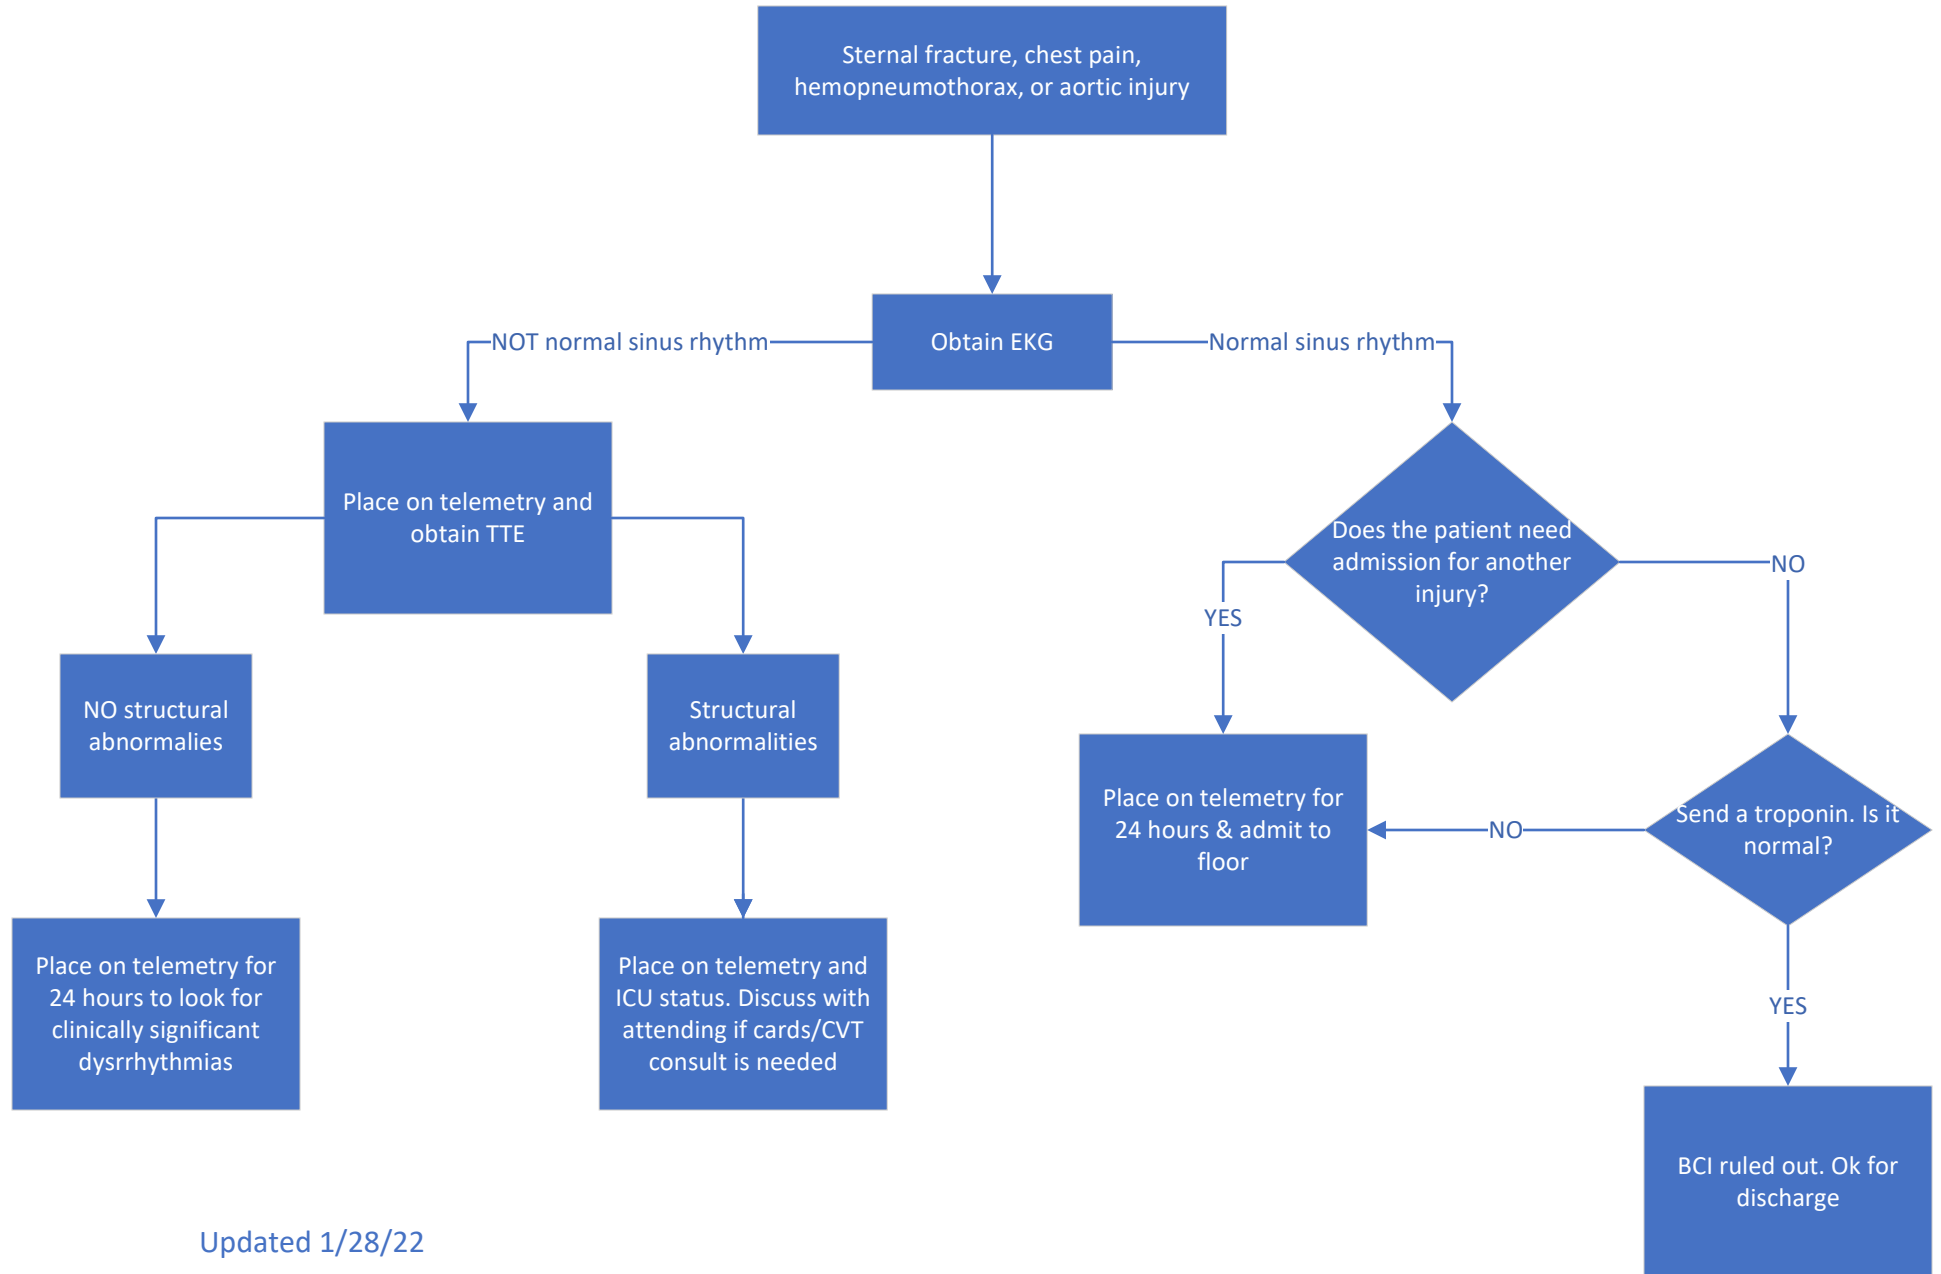 Sternal fracture, chest pain,
hemopneumothorax, or aortic injury
NOT normal sinus rhythm
Obtain EKG
Normal sinus rhythm
Place on telemetry and
obtain TTE
Does the patient need
admission for another
injury?
YES
NO
NO structural
abnormalies
Structural
abnormalities
Place on telemetry for
24 hours & admit to
floor
NO
Send a troponin. Is it
normal?
Place on telemetry for
24 hours to look for
clinically significant
dysrrhythmias
Place on telemetry and
ICU status. Discuss with
attending if cards/CVT
consult is needed
YES
BCI ruled out. Ok for
discharge
Updated 1/28/22